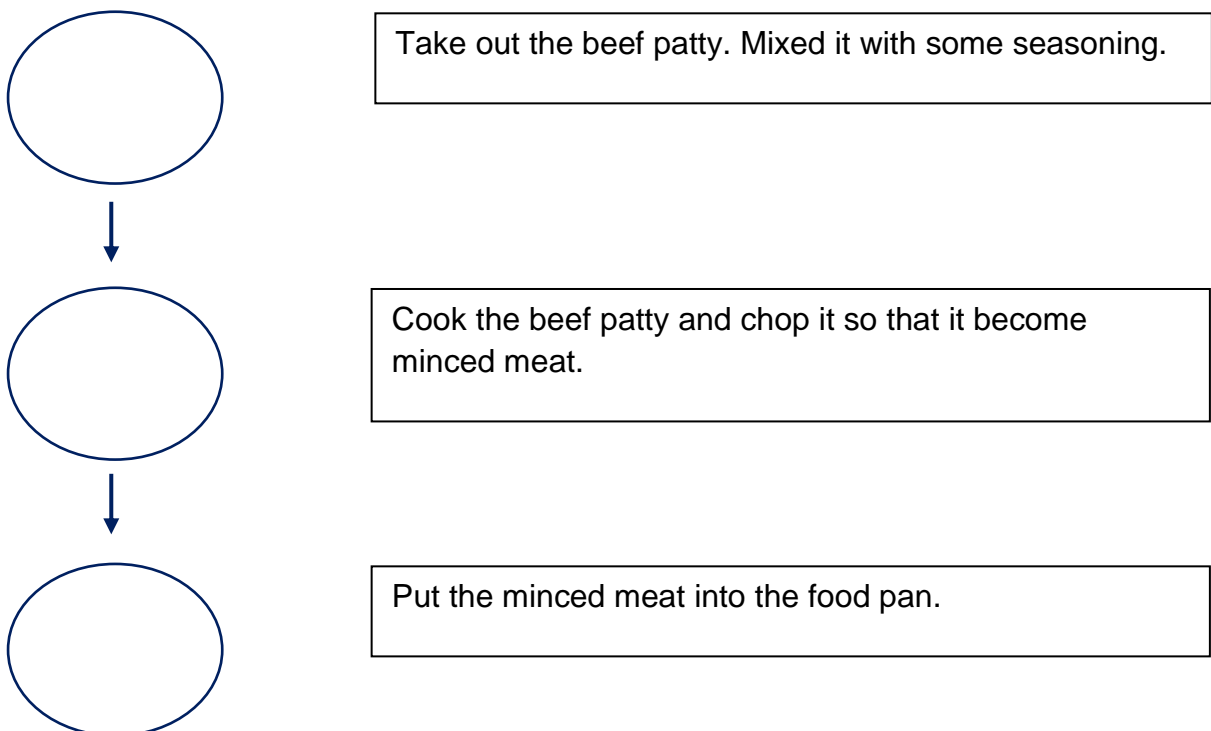 Take out the beef patty. Mixed it with some seasoning.
Cook the beef patty and chop it so that it become
minced meat.
Put the minced meat into the food pan.